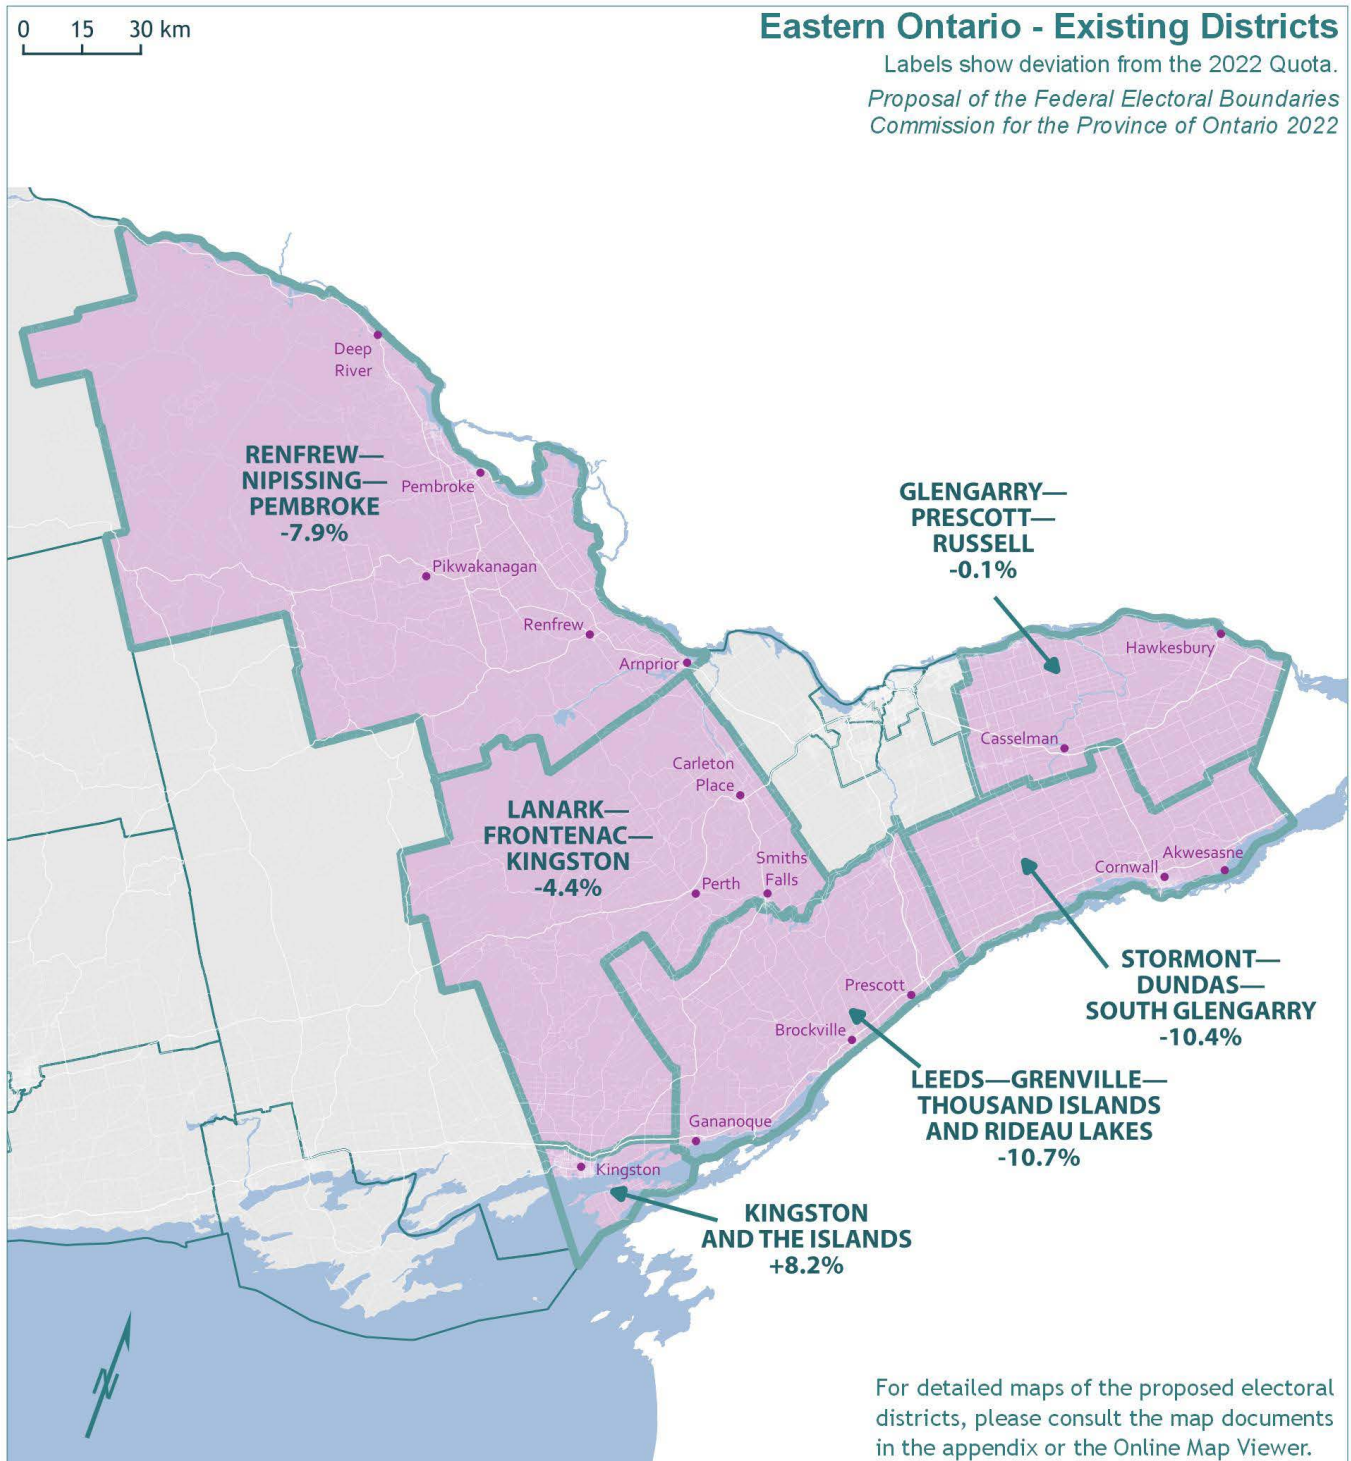 0 15 30 km
Eastern Ontario - Existing Districts
Labels show deviation from the 2022 Quota.
Proposal of the Federal Electoral Boundaries
Commission for the Province of Ontario 2022
Deep
River
RENFREW—
NIPISSING—
PEMBROKE
-7.9%
Pembroke
Pikwakanagan
Renfrew
Arnprior
GLENGARRY—
PRESCOTT—
RUSSELL
-0.1%
Hawkesbury
Casselman
Carleton
Place
LANARK—
FRONTENAC—
KINGSTON
-4.4%
Smiths
Falls
Perth
Cornwall
Akwesasne
STORMONT—
DUNDAS—
SOUTH GLENGARRY
-10.4%
Prescott
Brockville
LEEDS—GRENVILLE—
THOUSAND ISLANDS
AND RIDEAU LAKES
-10.7%
Gananoque
Kingston
KINGSTON
AND THE ISLANDS
+8.2%
N
For detailed maps of the proposed electoral
districts, please consult the map documents
in the appendix or the Online Map Viewer.